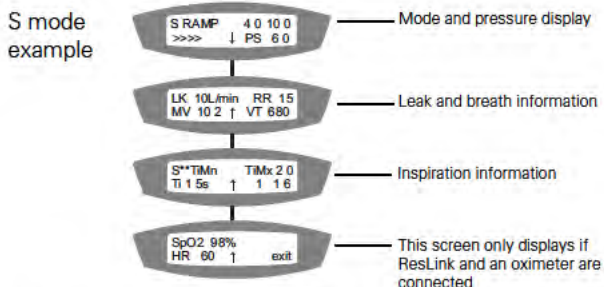 S mode
example
S RAMP 4 0 10 0
>>>> ↓ PS 6 0
Mode and pressure display
LK 10L/min RR 15
MV 10 2 ↑ VT 680
Leak and breath information
S**TiMn TiMx 2 0
Ti 1 5s ↑ 1 1 6
Inspiration information
SpO2 98%
HR 60 ↑ exit
This screen only displays if
ResLink and an oximeter are
connected